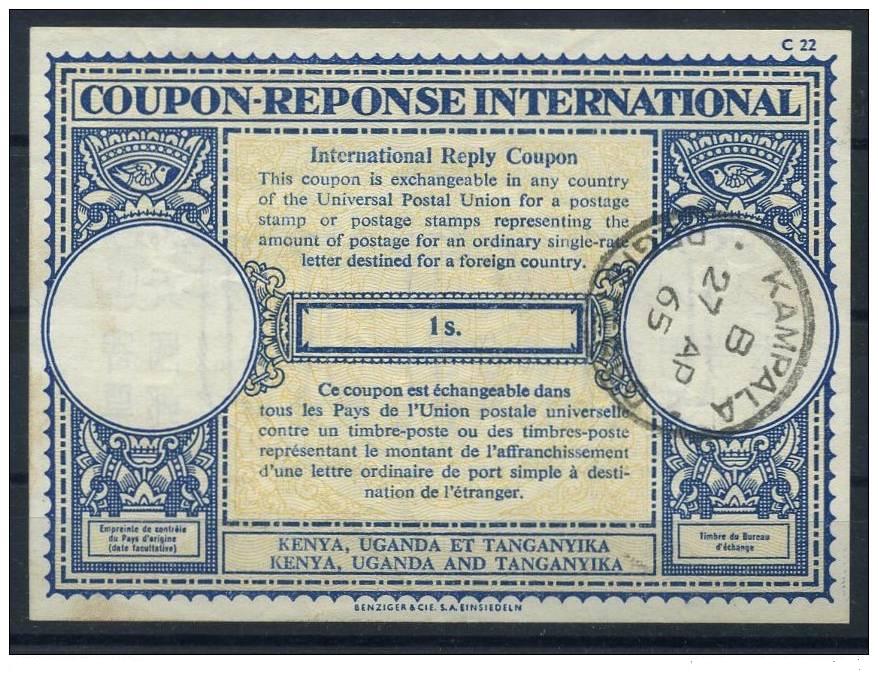 C 22
COUPON-REPONSE INTERNATIONAL
International Reply Coupon
This coupon is exchangeable in any country
of the Universal Postal Union for a postage
stamp or postage stamps representing the
amount of postage for an ordinary single-rate
letter destined for a foreign country.
1 s.
Ce coupon est échangeable dans
tous les Pays de l'Union postale universelle
contre un timbre-poste ou des timbres-poste
représentant le montant de l'affranchissement
d'une lettre ordinaire de port simple à desti-
nation de l'étranger.
KAMPALA
B
27 AP
65
Empreinte de contrôle
du Pays d'origine
(date facultative)
Timbre du Bureau
d'échange
KENYA, UGANDA ET TANGANYIKA
KENYA, UGANDA AND TANGANYIKA
BENZIGER & CIE. S.A. EINSIEDELN